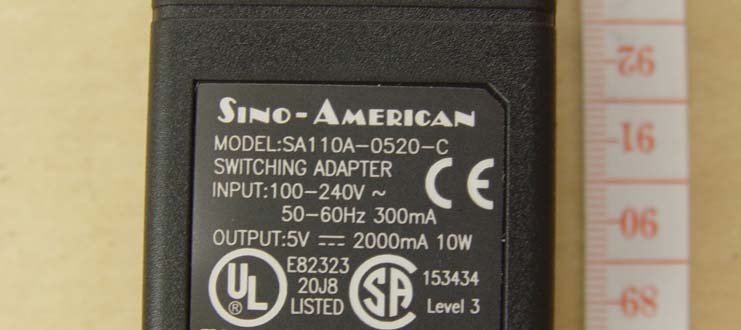 SINO-AMERICAN
MODEL:SA110A-0520-C
SWITCHING ADAPTER
INPUT:100-240V ~
50-60Hz 300mA
CE
OUTPUT:5V ⎓ 2000mA 10W
UL
®
E82323
20J8
LISTED
SA
153434
Level 3
92
91
90
89